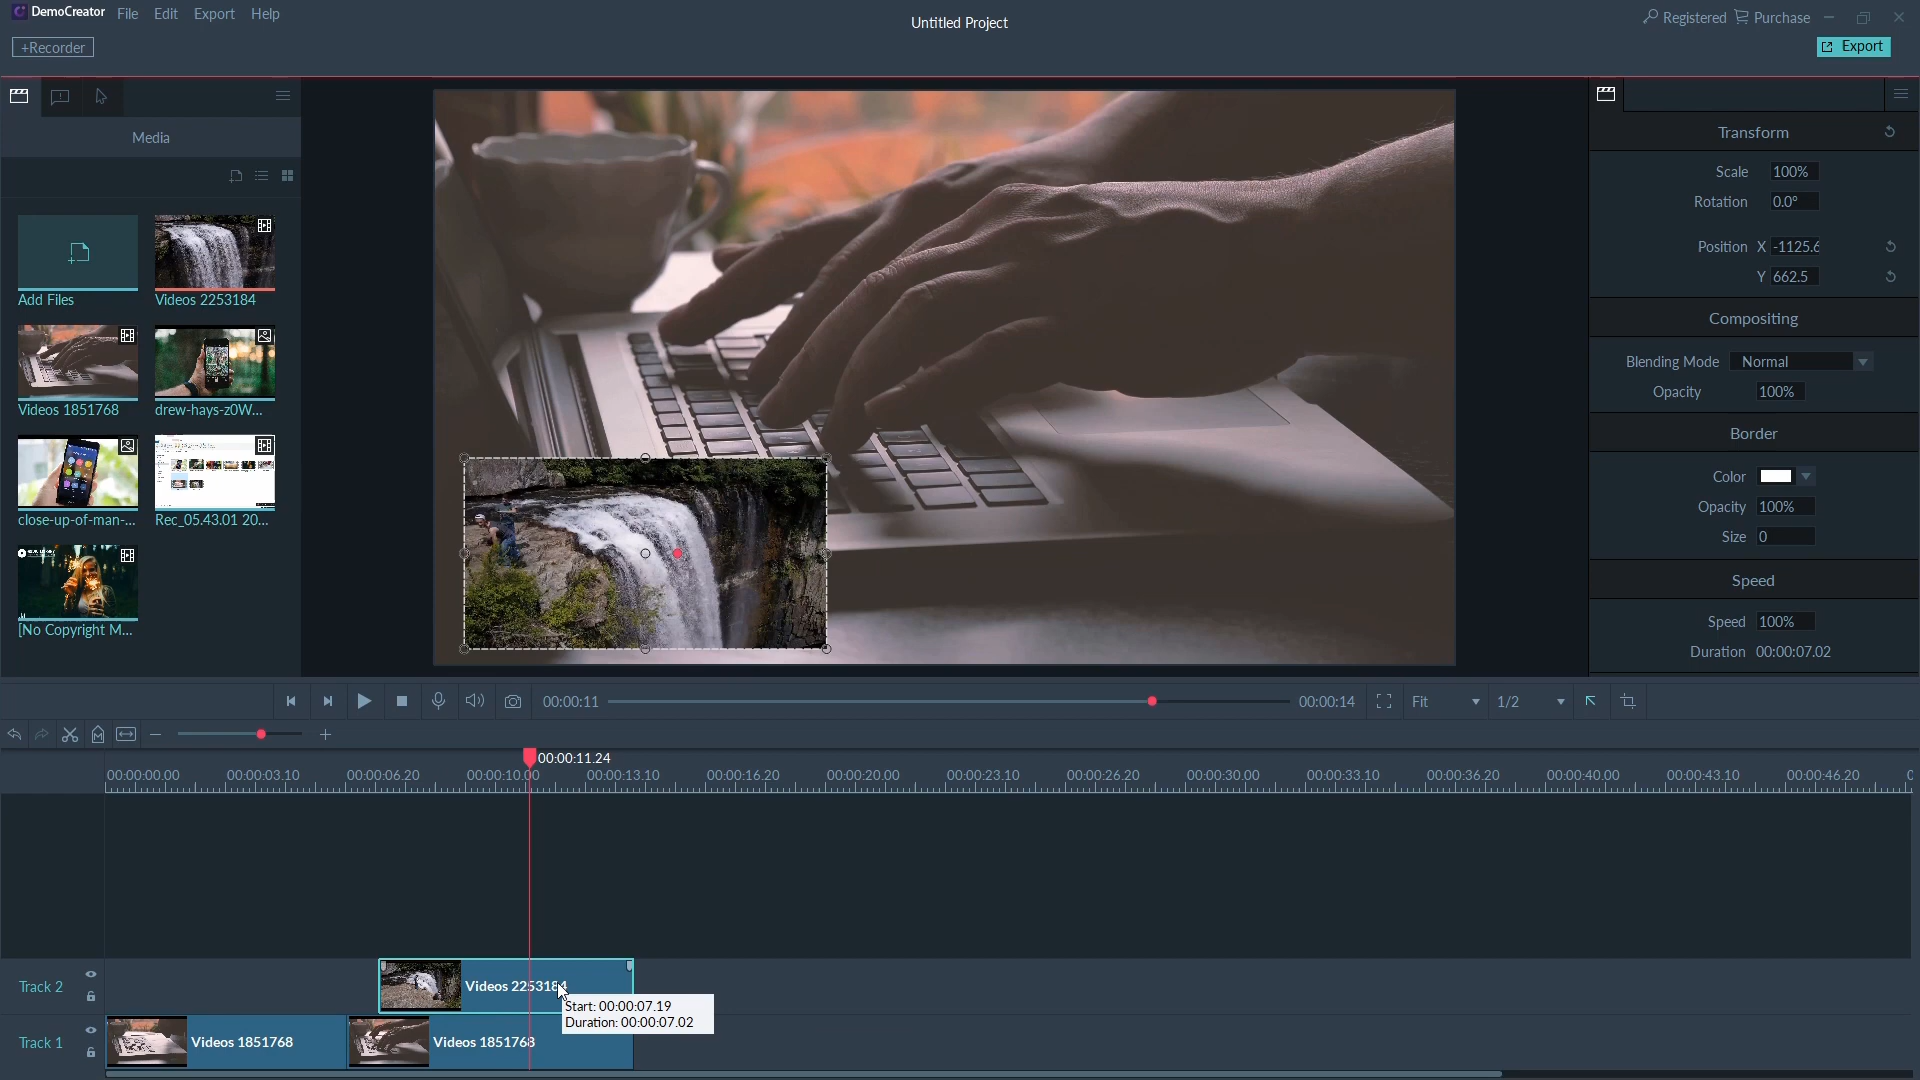 DemoCreator File Edit Export Help
Untitled Project
Registered Purchase
+Recorder
Export
Media
Add Files
Videos 2253184
Videos 1851768
drew-hays-z0W...
close-up-of-man-...
Rec_05.43.01 20...
[No Copyright M...
Transform
Scale 100%
Rotation 0.0°
Position X -1125.6
Y 662.5
Compositing
Blending Mode Normal
Opacity 100%
Border
Color
Opacity 100%
Size 0
Speed
Speed 100%
Duration 00:00:07.02
00:00:11
00:00:14
Fit
1/2
00:00:11.24
00:00:00.00 00:00:03.10 00:00:06.20 00:00:10.00 00:00:13.10 00:00:16.20 00:00:20.00 00:00:23.10 00:00:26.20 00:00:30.00 00:00:33.10 00:00:36.20 00:00:40.00 00:00:43.10 00:00:46.20
Track 2
Videos 2253184
Start: 00:00:07.19
Duration: 00:00:07.02
Track 1
Videos 1851768
Videos 1851768